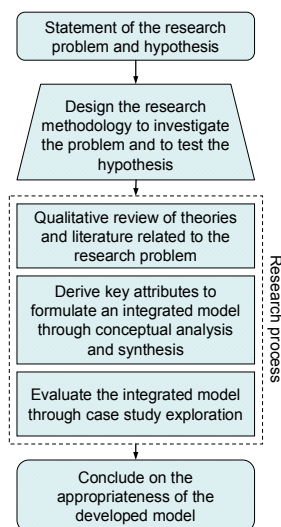 Statement of the research
problem and hypothesis
Design the research
methodology to investigate
the problem and to test the
hypothesis
Qualitative review of theories
and literature related to the
research problem
Derive key attributes to
formulate an integrated model
through conceptual analysis
and synthesis
Evaluate the integrated model
through case study exploration
Research process
Conclude on the
appropriateness of the
developed model